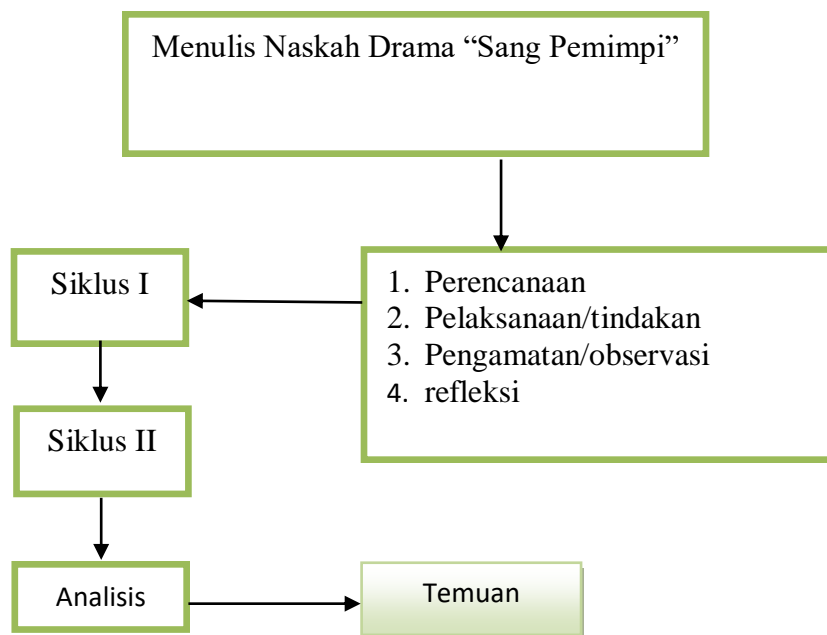 Menulis Naskah Drama “Sang Pemimpi”
1. Perencanaan
2. Pelaksanaan/tindakan
3. Pengamatan/observasi
4. refleksi
Siklus I
Siklus II
Analisis
Temuan